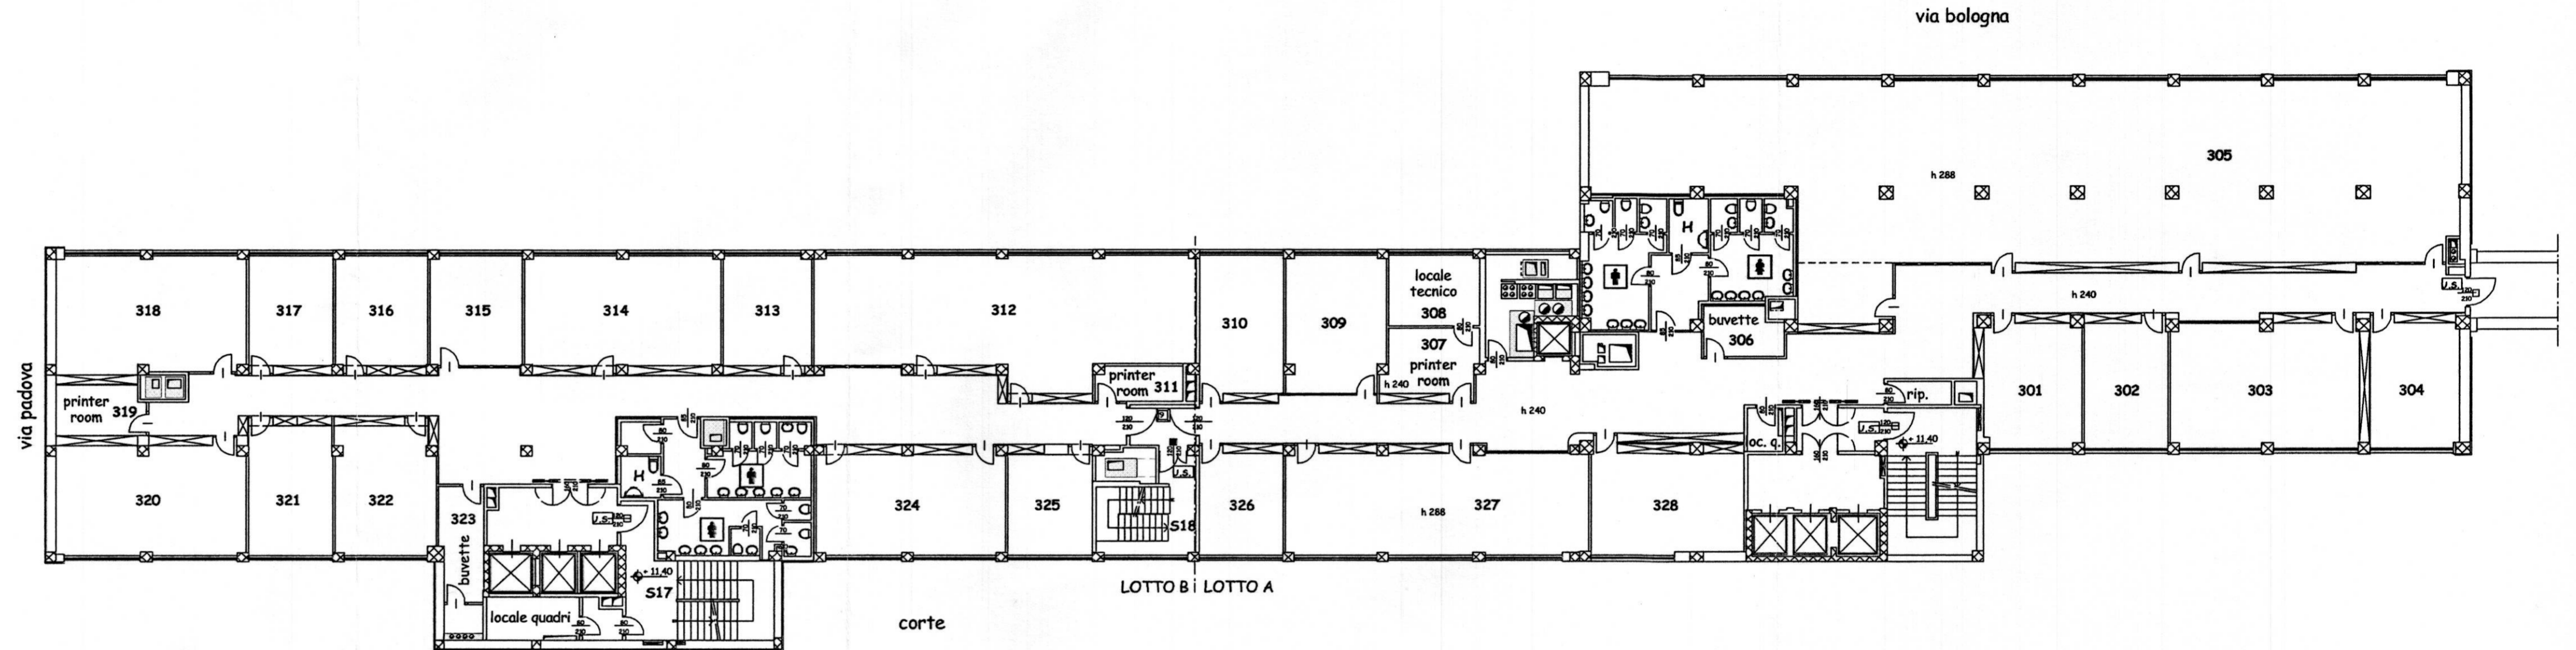 via bologna
305
h 288
318
317
316
315
314
313
312
310
309
locale
tecnico
308
307
printer
room
h 240
H
buvette
306
h 240
U.S.
via padova
printer
room 319
printer
room 311
h 240
rip.
301
302
303
304
320
321
322
323
buvette
H
U.S.
324
325
U.S.
S18
326
h 288
327
328
U.S.
+ 11.40
+ 11.40
S17
locale quadri
LOTTO B
LOTTO A
corte